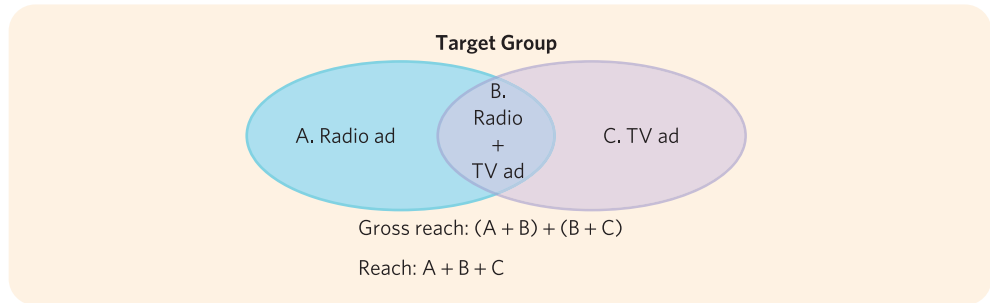 Target Group
A. Radio ad
B.
Radio
+
TV ad
C. TV ad
Gross reach: (A + B) + (B + C)
Reach: A + B + C